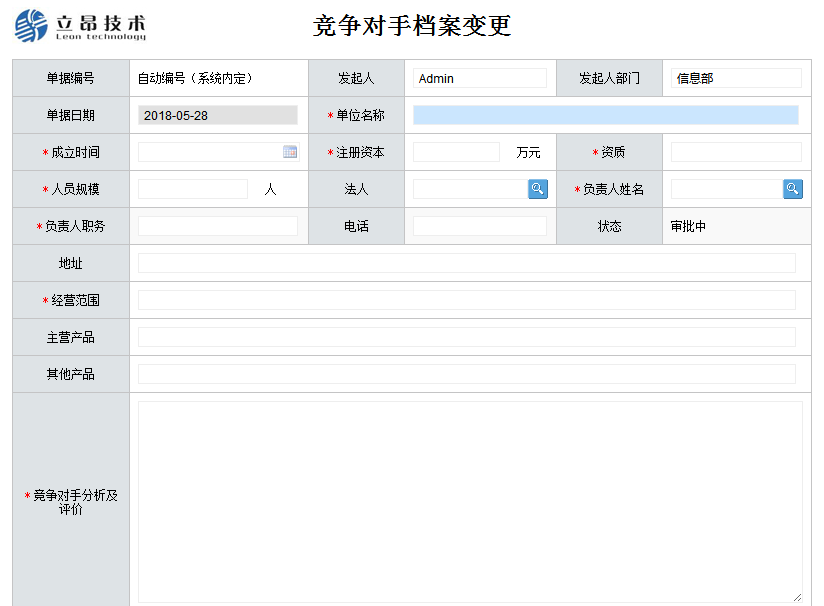 立昂技术
Leon technology
竞争对手档案变更
单据编号 自动编号（系统内定） 发起人 Admin 发起人部门 信息部
单据日期 2018-05-28 *单位名称
*成立时间 *注册资本 万元 *资质
*人员规模 人 法人 *负责人姓名
*负责人职务 电话 状态 审批中
地址
*经营范围
主营产品
其他产品
*竞争对手分析及
评价